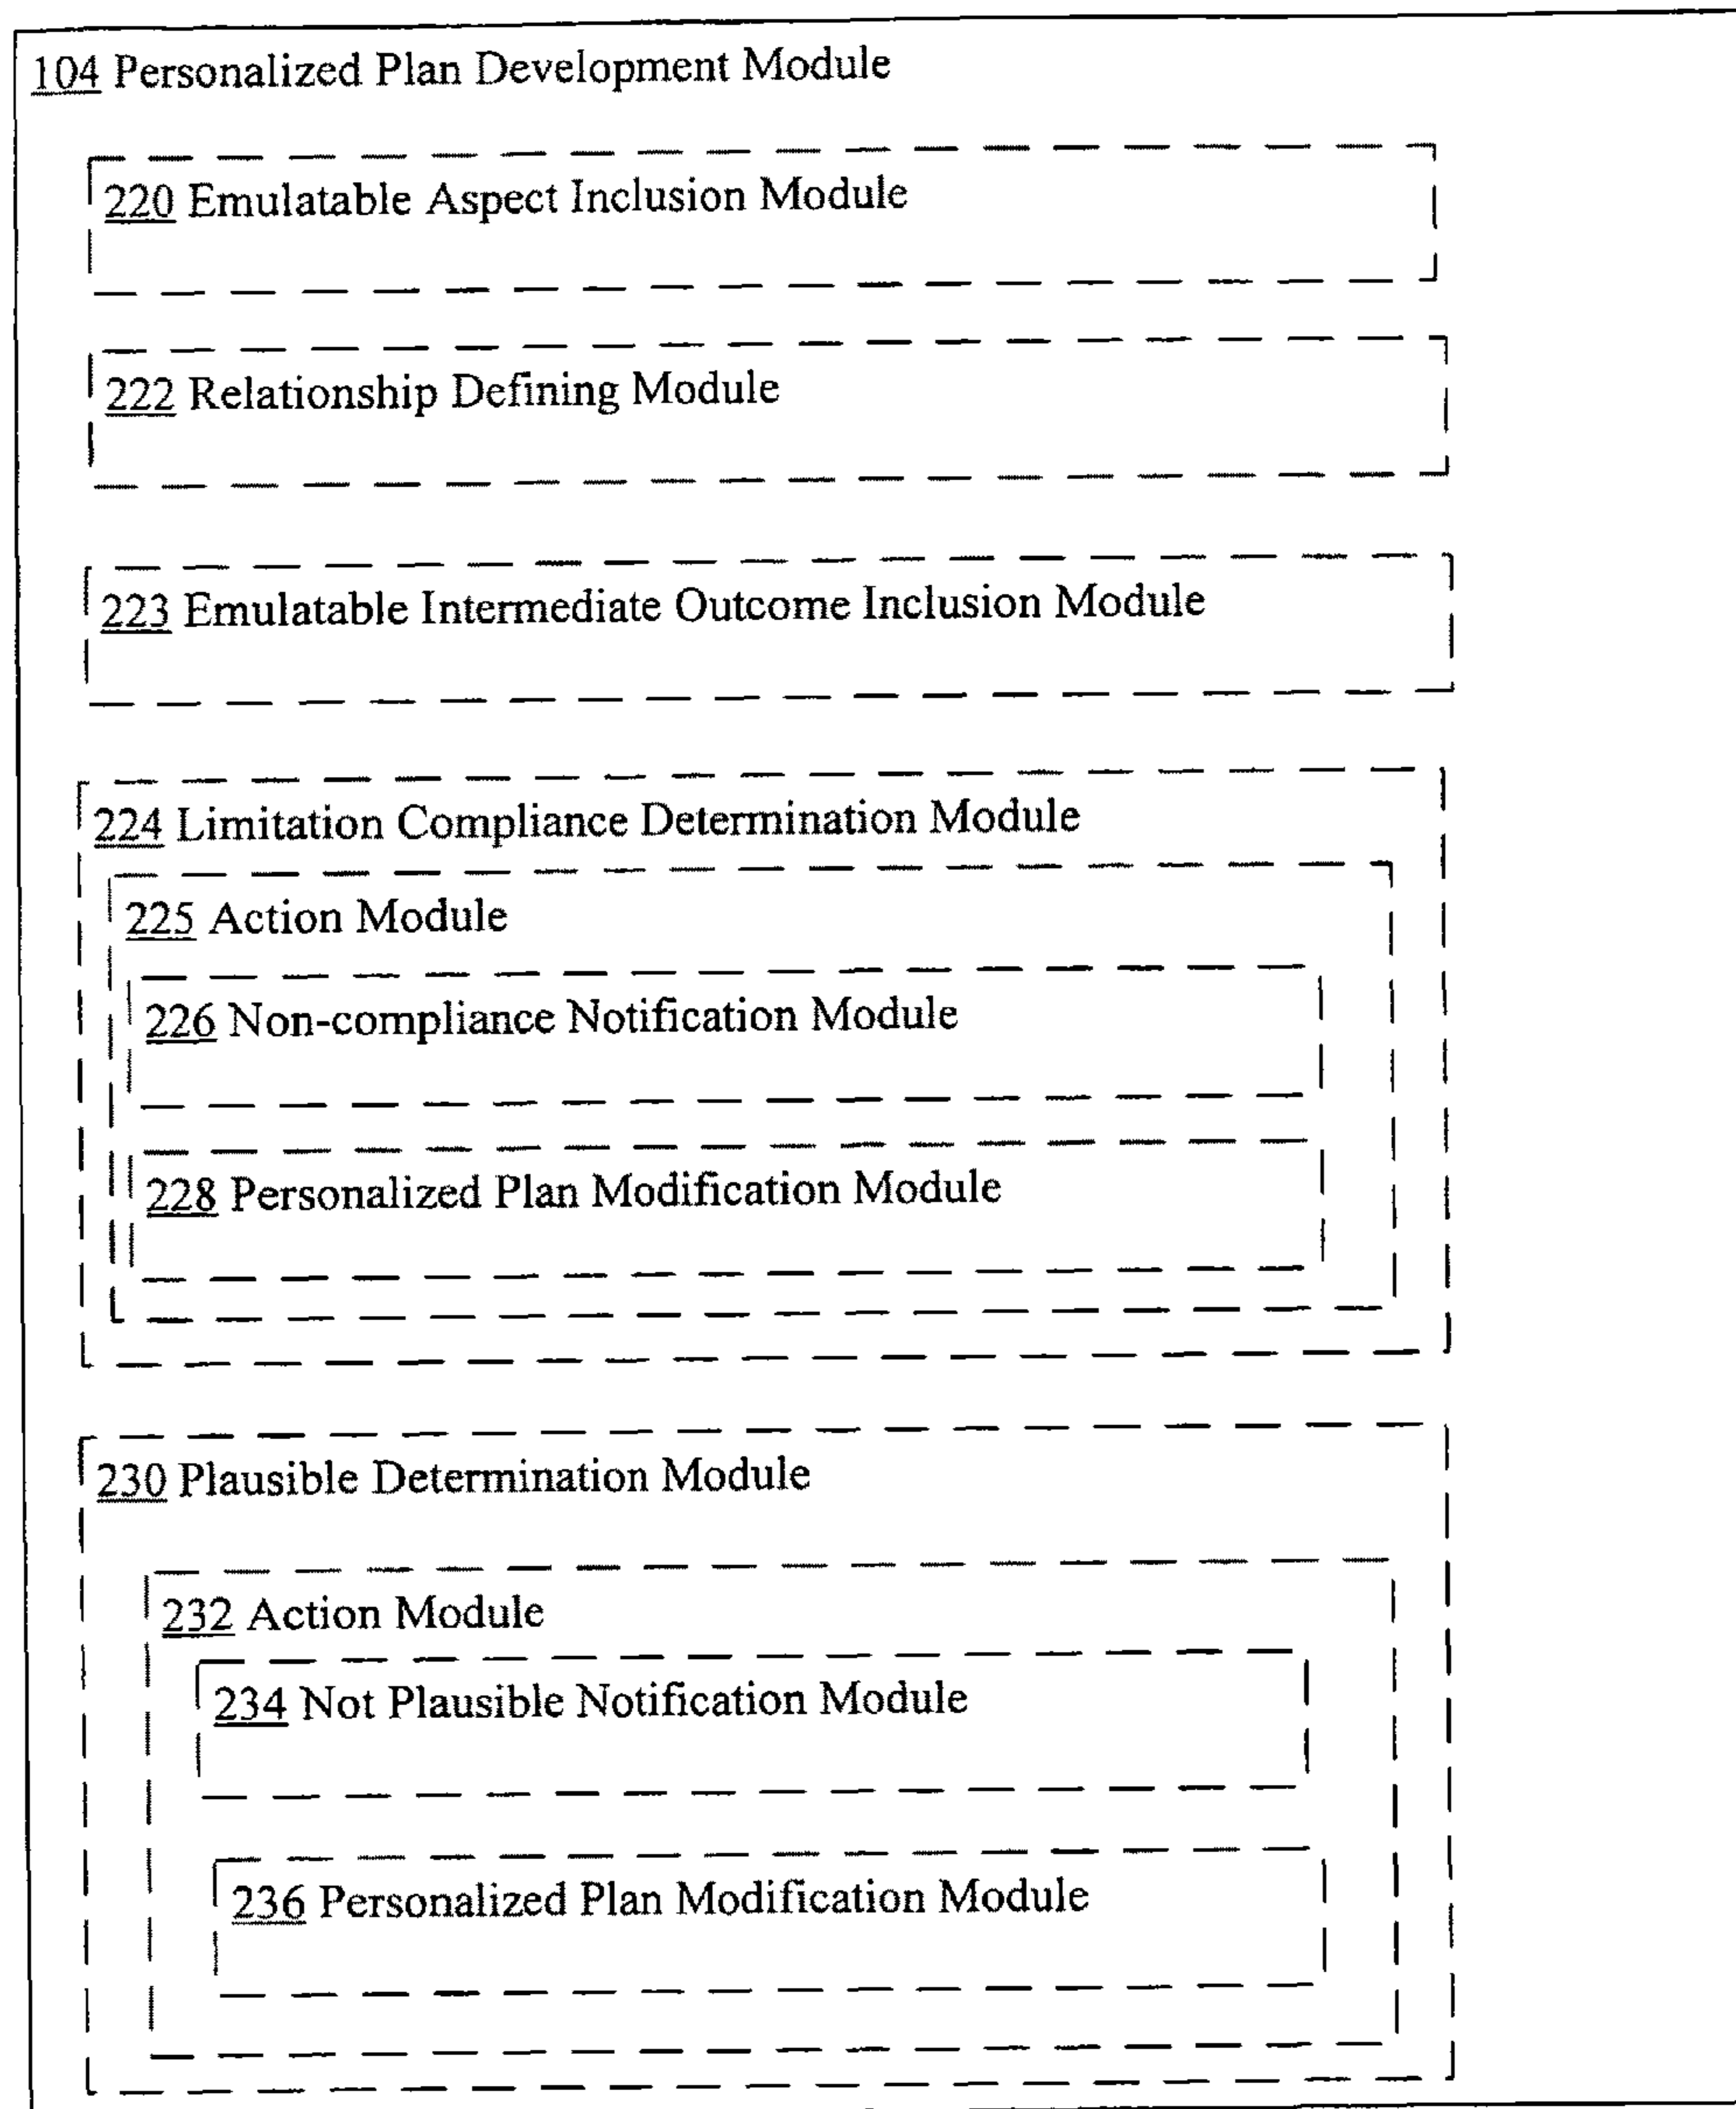 104 Personalized Plan Development Module
220 Emulatable Aspect Inclusion Module
222 Relationship Defining Module
223 Emulatable Intermediate Outcome Inclusion Module
224 Limitation Compliance Determination Module
225 Action Module
226 Non-compliance Notification Module
228 Personalized Plan Modification Module
230 Plausible Determination Module
232 Action Module
234 Not Plausible Notification Module
236 Personalized Plan Modification Module